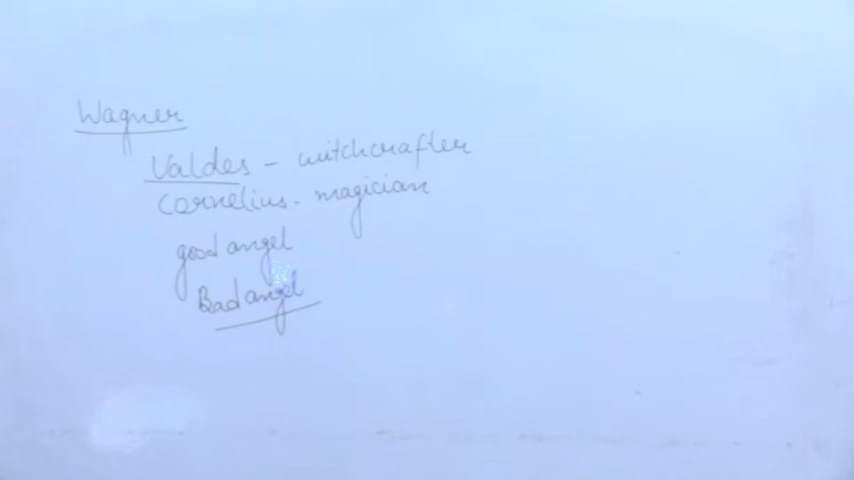 Wagner
Valdes - witchcrafter
Cornelius - magician
good angel
Bad angel